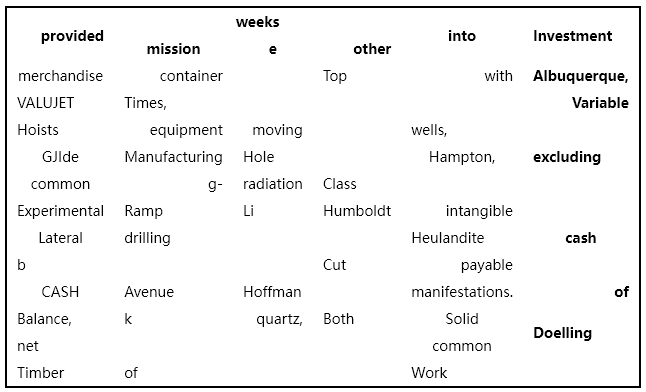 provided weeks into Investment
mission e other
merchandise container Top with Albuquerque,
VALUJET Times, Variable
Hoists equipment moving wells,
GJIde Manufacturing Hole Hampton, excluding
common g- radiation Class
Experimental Ramp Li Humboldt intangible
Lateral drilling Heulandite cash
b Cut payable
CASH Avenue Hoffman manifestations. of
Balance, k quartz, Both Solid
Doelling
net common
Timber of Work